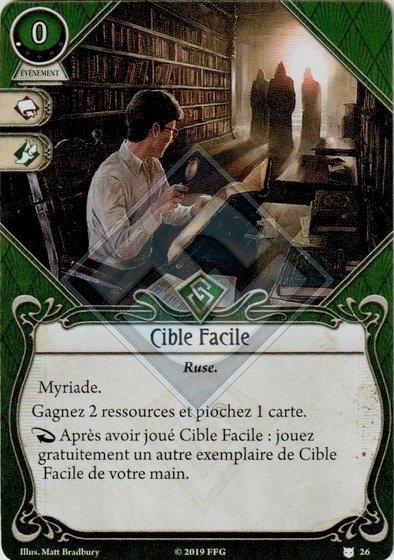 0
ÉVÉNEMENT
Cible Facile
Ruse.
Myriade.
Gagnez 2 ressources et piochez 1 carte.
Après avoir joué Cible Facile : jouez
gratuitement un autre exemplaire de Cible
Facile de votre main.
Illus. Matt Bradbury
© 2019 FFG
26